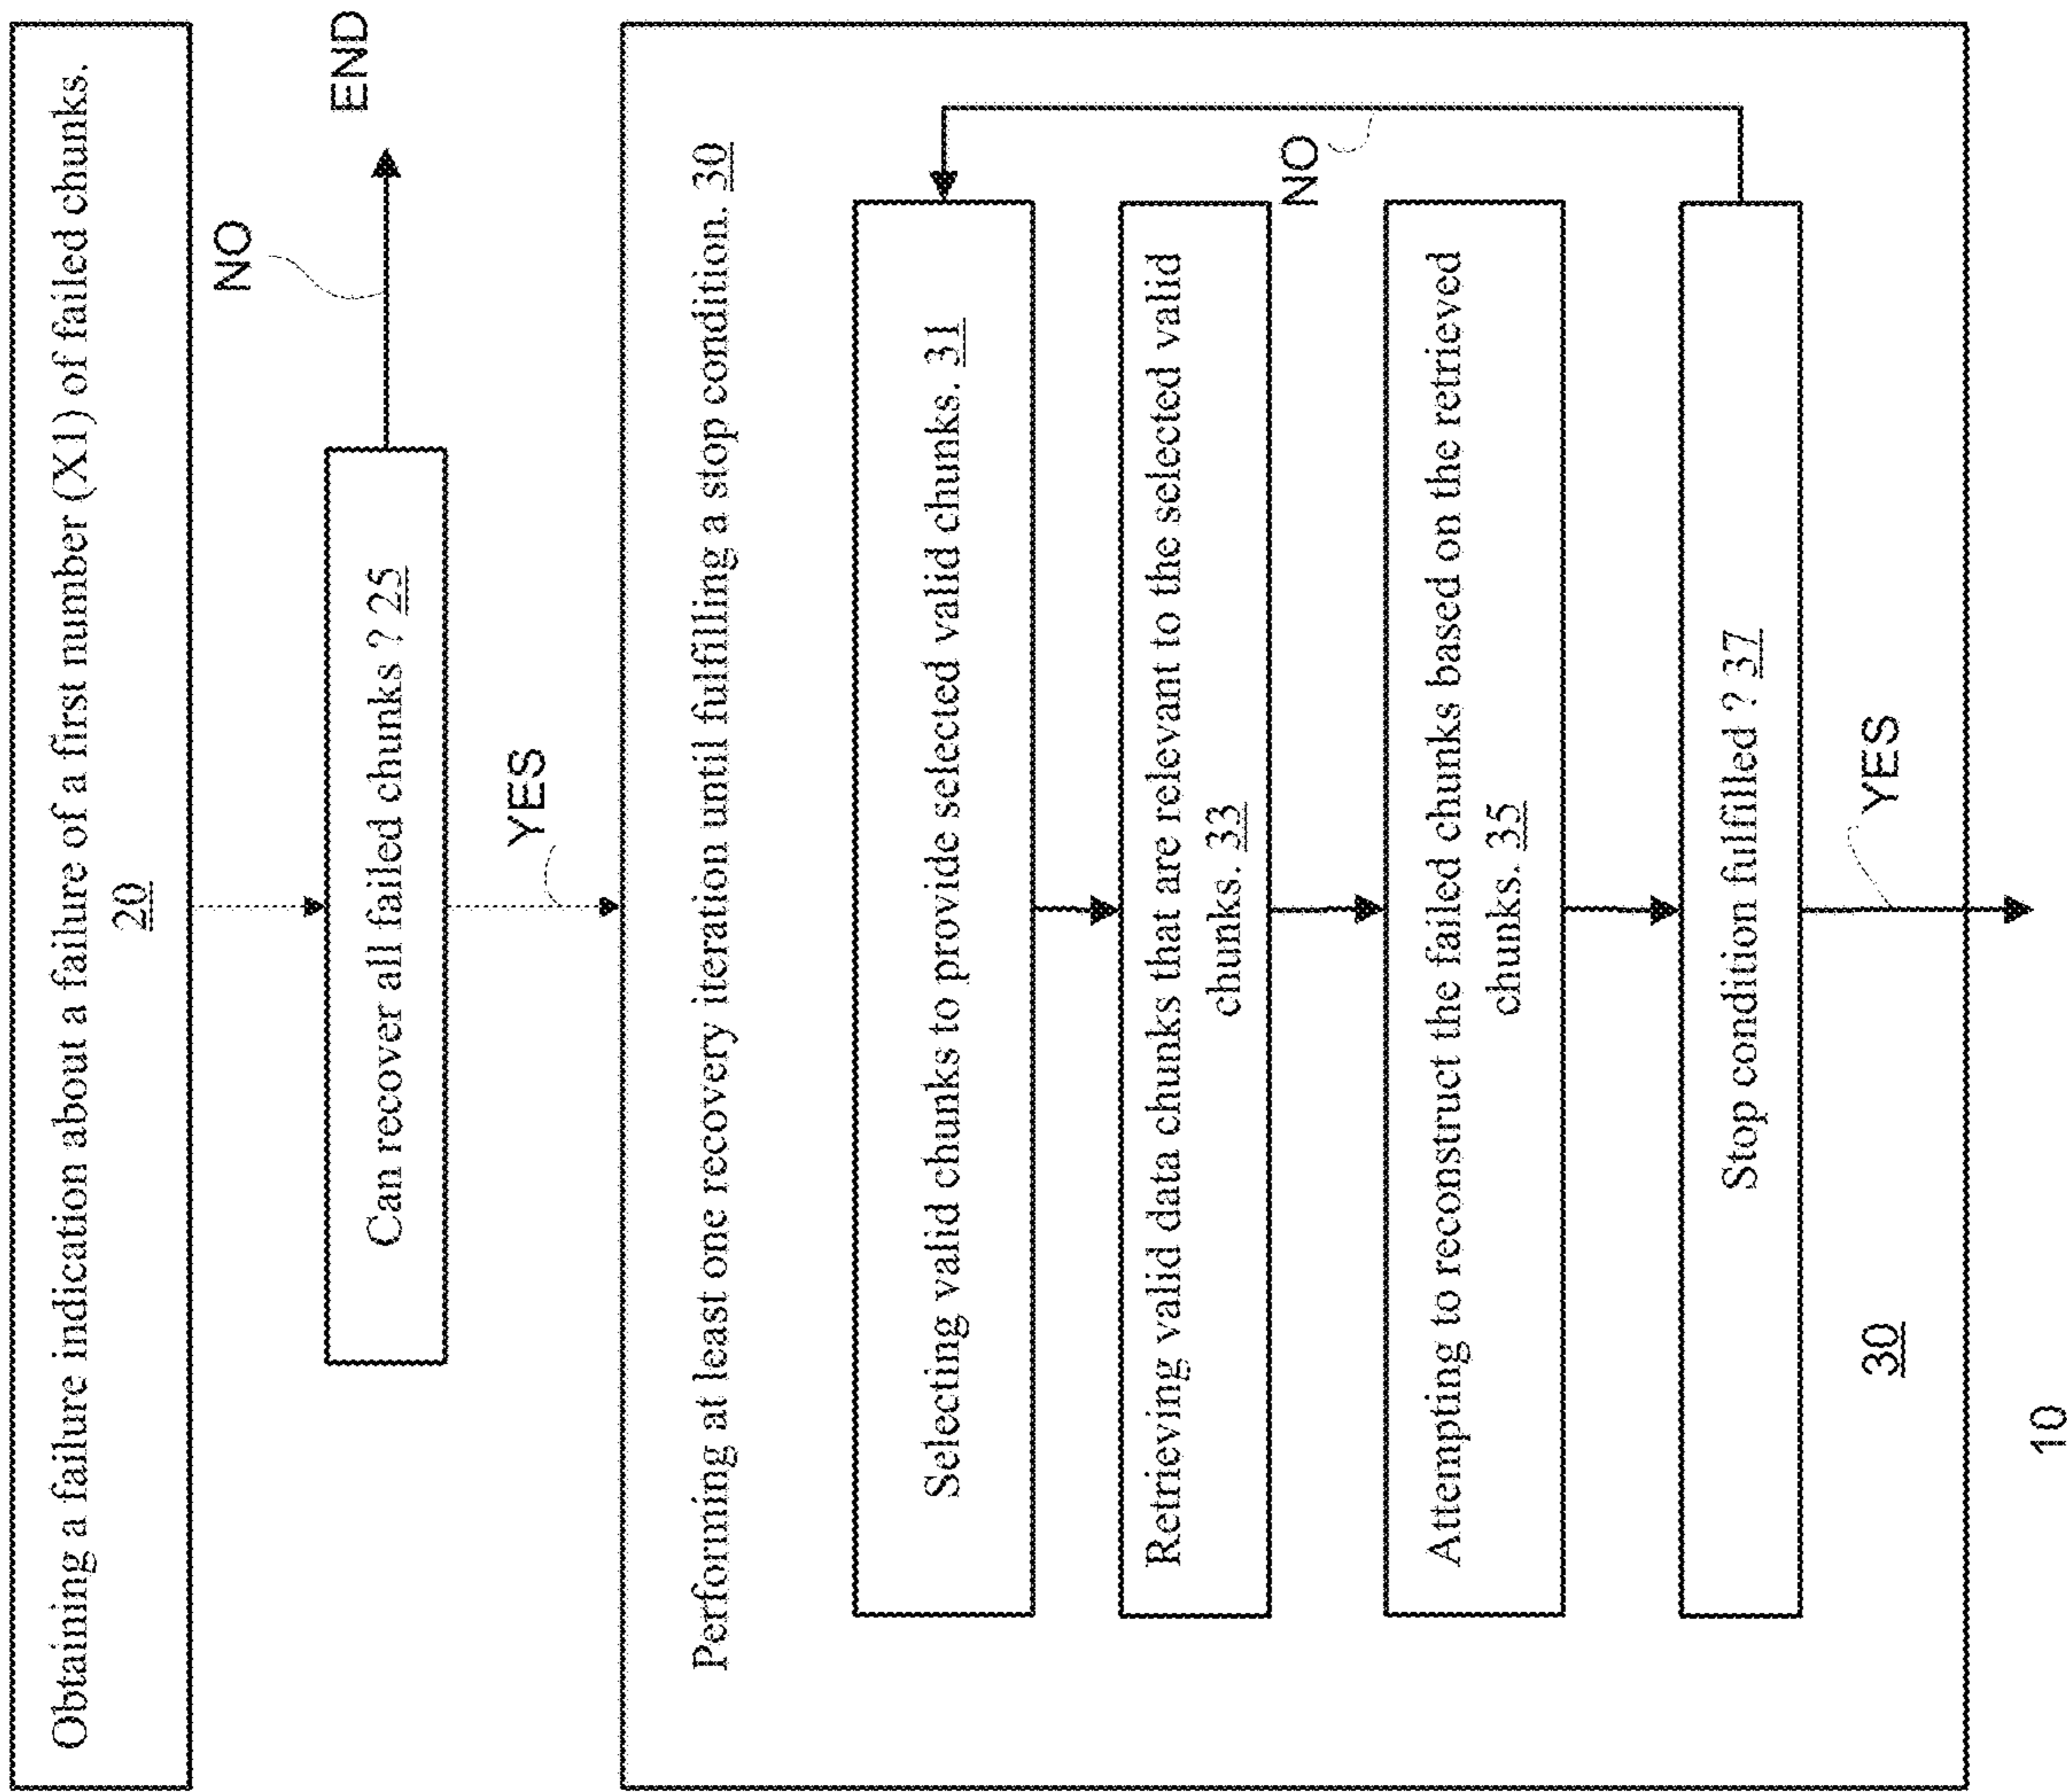 Obtaining a failure indication about a failure of a first number (X1) of failed chunks.
20
NO
END
Can recover all failed chunks ? 25
YES
Performing at least one recovery iteration until fulfilling a stop condition. 30
Selecting valid chunks to provide selected valid chunks. 31
Retrieving valid data chunks that are relevant to the selected valid
chunks. 33
NO
Attempting to reconstruct the failed chunks based on the retrieved
chunks. 35
Stop condition fulfilled ? 37
YES
30
10